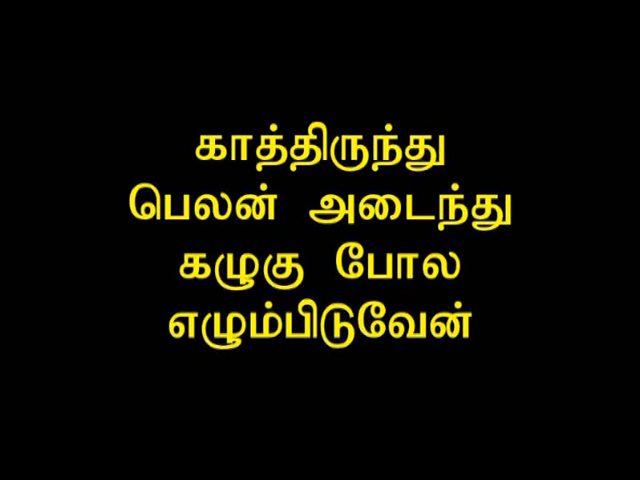 காத்திருந்து
பெலன் அடைந்து
கழுகு போல
எழும்பிடுவேன்